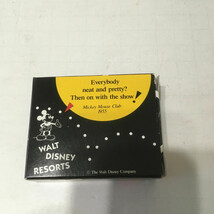 Everybody
neat and pretty?
Then on with the show!
Mickey Mouse Club
1955
WALT
DISNEY
RESORTS
© The Walt Disney Company